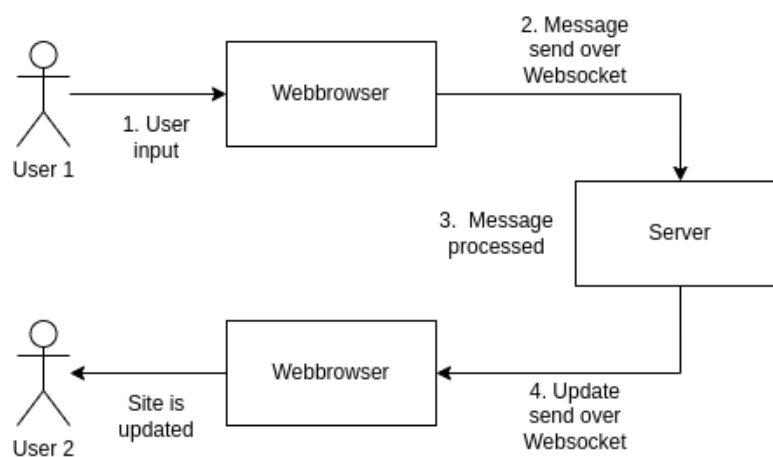 2. Message
send over
Websocket
Webbrowser
1. User
input
User 1
3. Message
processed
Server
Webbrowser
4. Update
send over
Websocket
Site is
updated
User 2